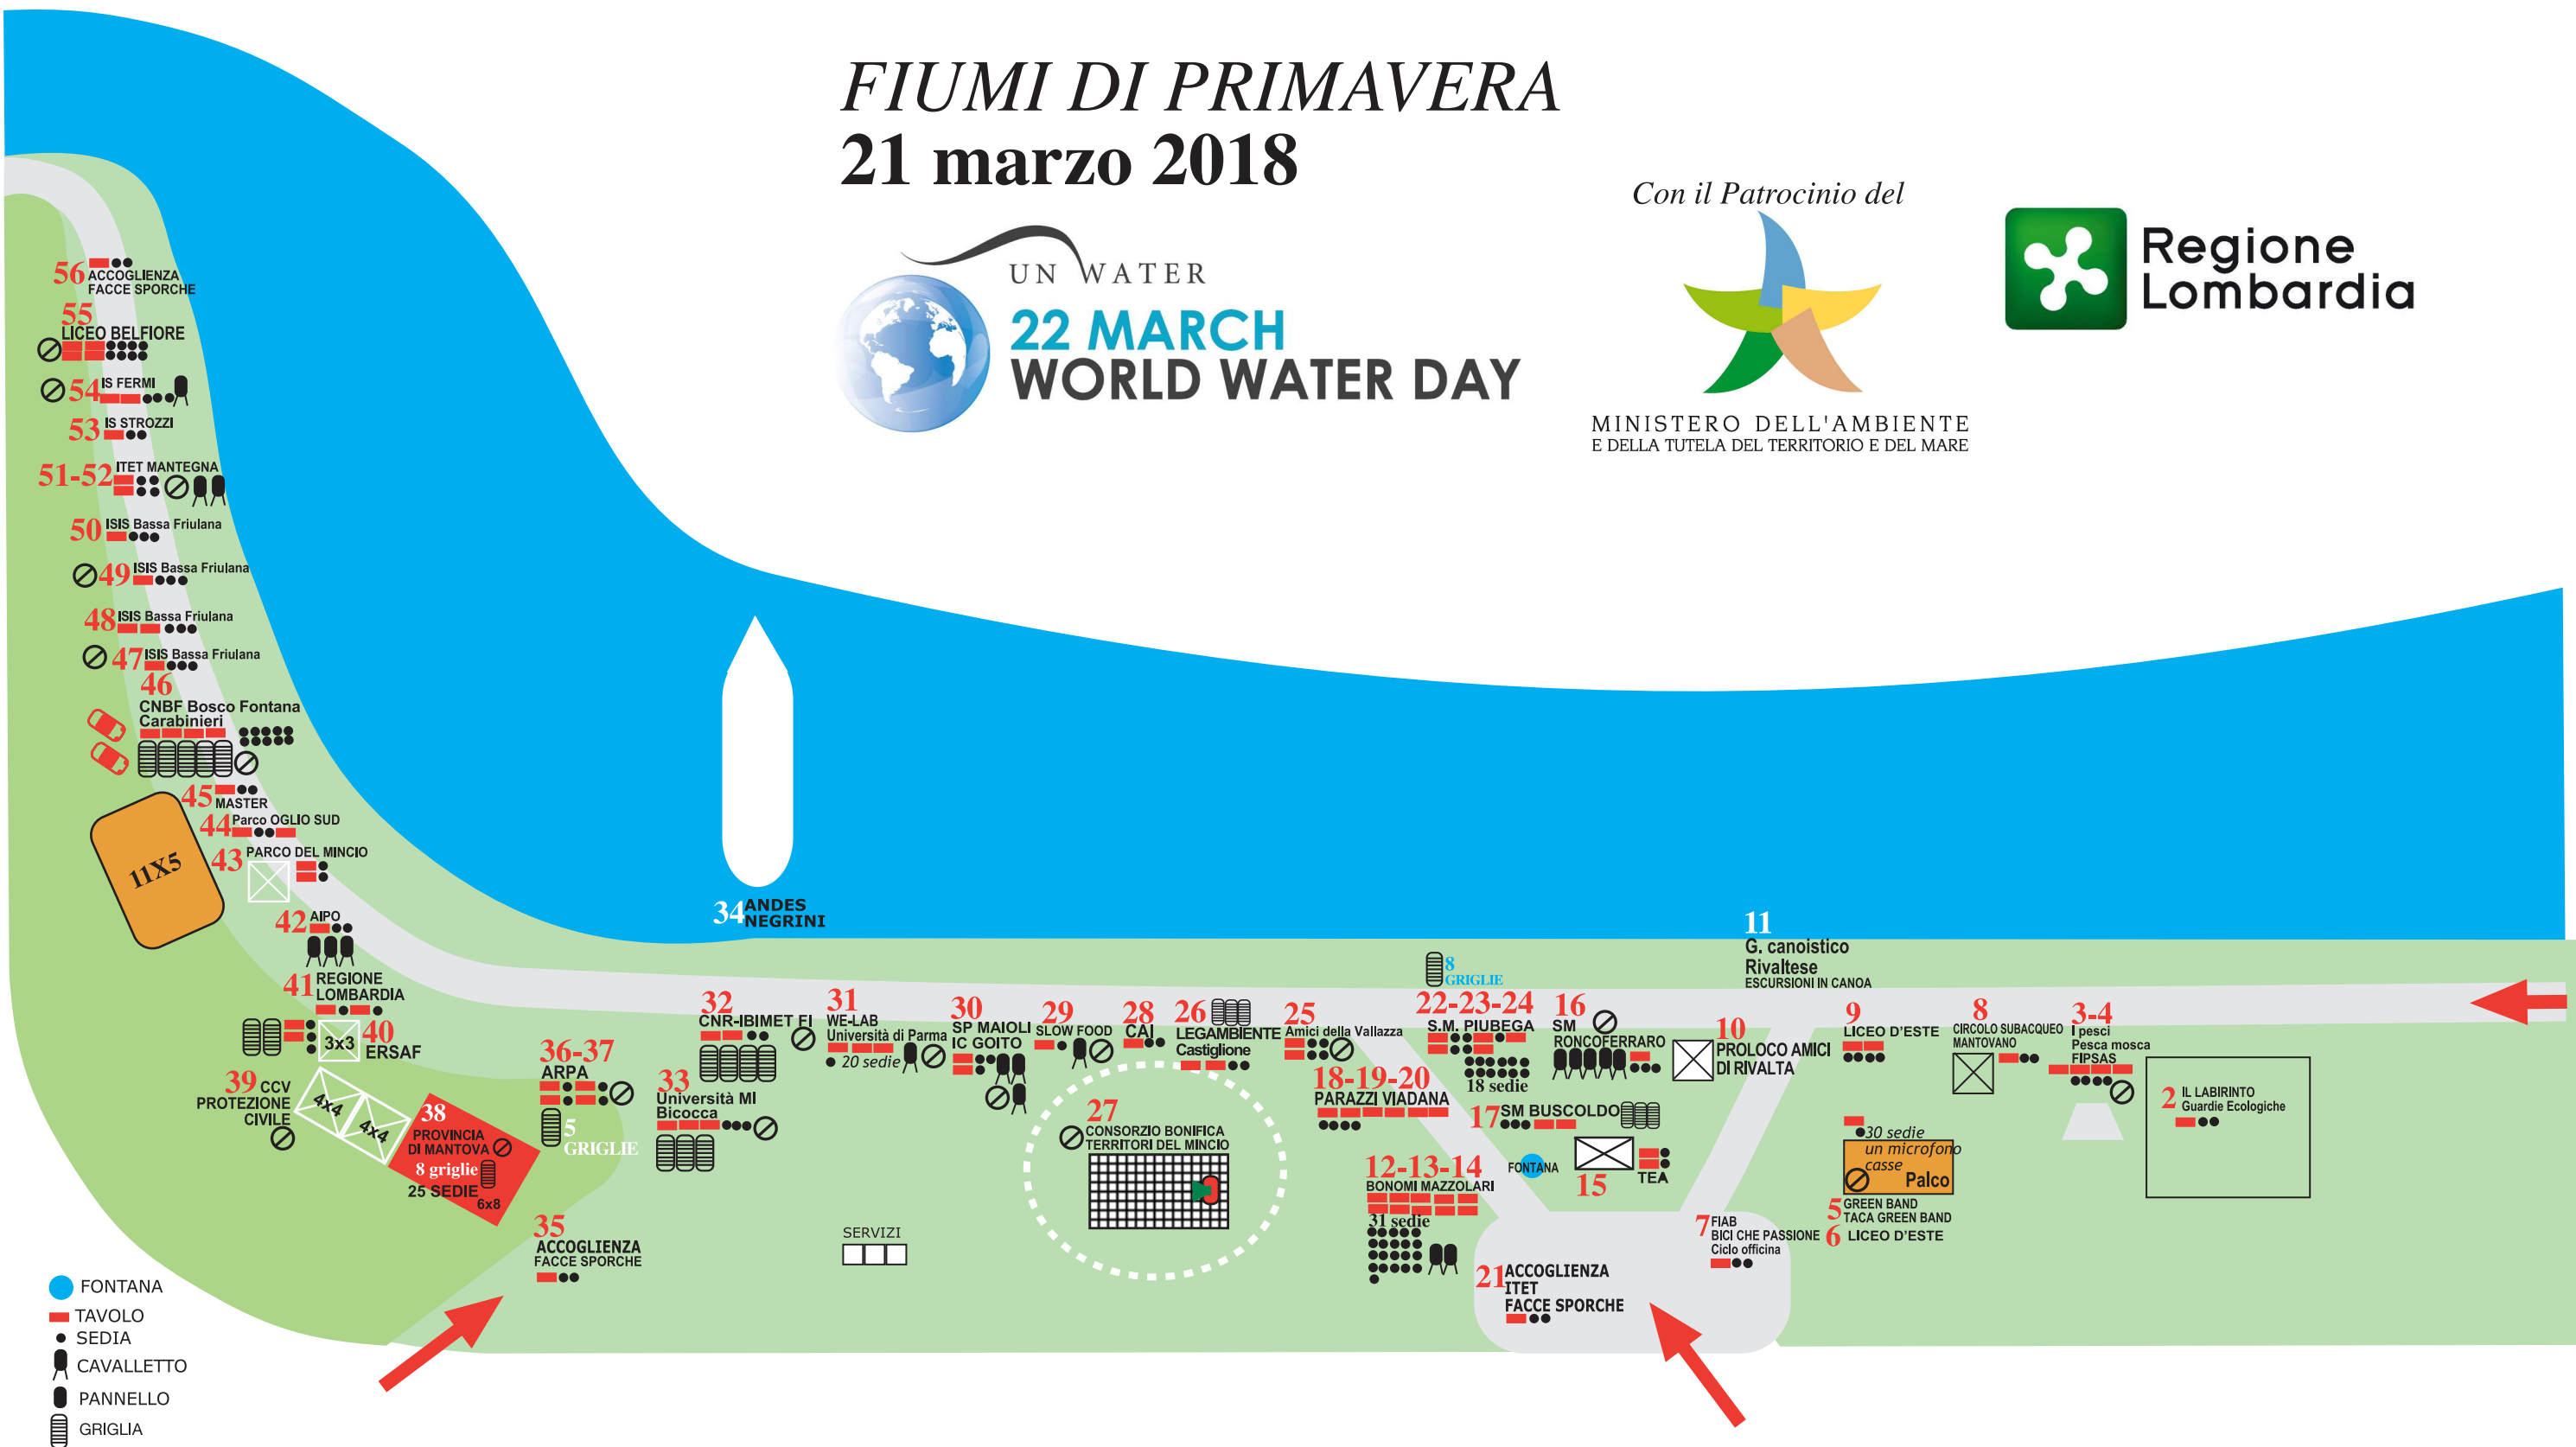 FIUMI DI PRIMAVERA
21 marzo 2018
UN WATER
22 MARCH
WORLD WATER DAY
Con il Patrocinio del
MINISTERO DELL'AMBIENTE
E DELLA TUTELA DEL TERRITORIO E DEL MARE
Regione
Lombardia
56 ACCOGLIENZA
FACCE SPORCHE
55
LICEO BELFIORE
54 IS FERMI
53 IS STROZZI
51-52 ITET MANTEGNA
50 ISIS Bassa Friulana
49 ISIS Bassa Friulana
48 ISIS Bassa Friulana
47 ISIS Bassa Friulana
46
CNBF Bosco Fontana
Carabinieri
45 MASTER
44 Parco OGLIO SUD
43 PARCO DEL MINCIO
11X5
42 AIPO
41 REGIONE
LOMBARDIA
3x3
40
ERSAF
39 CCV
PROTEZIONE
CIVILE
4x4
4x4
38
PROVINCIA
DI MANTOVA
8 griglie
25 SEDIE
6x8
36-37
ARPA
5
GRIGLIE
35
ACCOGLIENZA
FACCE SPORCHE
34 ANDES
NEGRINI
33
Università MI
Bicocca
32
CNR-IBIMET FI
31
WE-LAB
Università di Parma
20 sedie
30
SP MAIOLI
IC GOITO
29
SLOW FOOD
28
CAI
27
CONSORZIO BONIFICA
TERRITORI DEL MINCIO
26
LEGAMBIENTE
Castiglione
25
Amici della Vallazza
8
GRIGLIE
22-23-24
S.M. PIUBEGA
18 sedie
18-19-20
PARAZZI VIADANA
16
SM
RONCOFERRARO
17 SM BUSCOLDO
12-13-14
BONOMI MAZZOLARI
31 sedie
FONTANA
15
TEA
21 ACCOGLIENZA
ITET
FACCE SPORCHE
11
G. canoistico
Rivaltese
ESCURSIONI IN CANOA
10
PROLOCO AMICI
DI RIVALTA
9
LICEO D'ESTE
8
CIRCOLO SUBACQUEO
MANTOVANO
3-4
I pesci
Pesca mosca
FIPSAS
2 IL LABIRINTO
Guardie Ecologiche
30 sedie
un microfono
casse
Palco
5 GREEN BAND
TACA GREEN BAND
6 LICEO D'ESTE
7 FIAB
BICI CHE PASSIONE
Ciclo officina
SERVIZI
FONTANA
TAVOLO
SEDIA
CAVALLETTO
PANNELLO
GRIGLIA